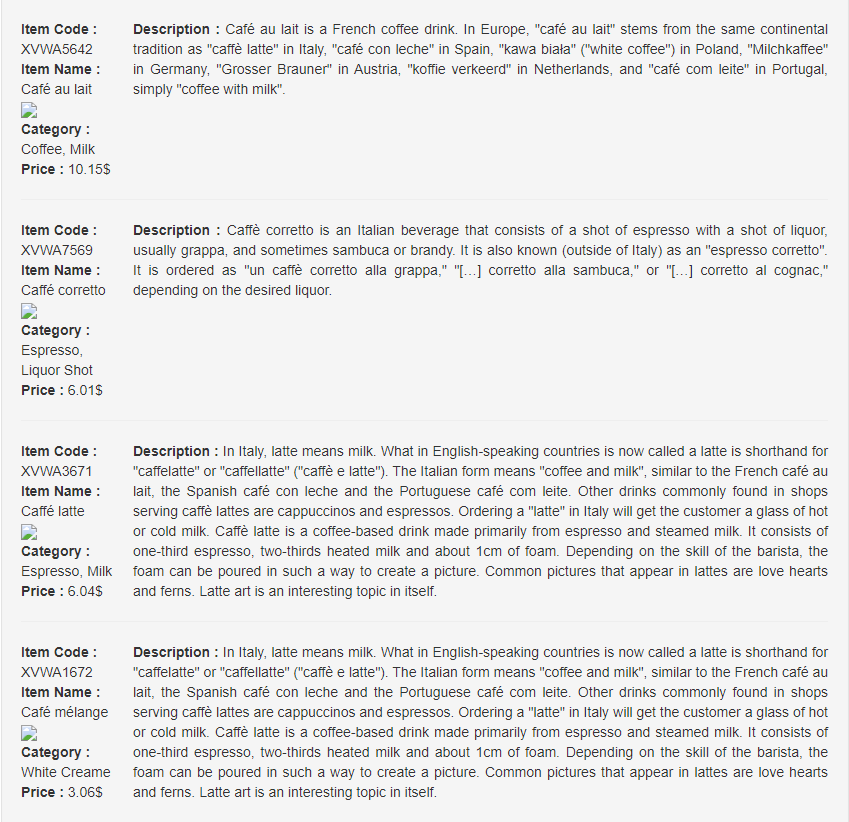 Item Code :
XVWA5642
Item Name :
Café au lait
Category :
Coffee, Milk
Price : 10.15$
Description : Café au lait is a French coffee drink. In Europe, "café au lait" stems from the same continental
tradition as "caffè latte" in Italy, "café con leche" in Spain, "kawa biała" ("white coffee") in Poland, "Milchkaffee"
in Germany, "Grosser Brauner" in Austria, "koffie verkeerd" in Netherlands, and "café com leite" in Portugal,
simply "coffee with milk".
Item Code :
XVWA7569
Item Name :
Caffé corretto
Category :
Espresso,
Liquor Shot
Price : 6.01$
Description : Caffè corretto is an Italian beverage that consists of a shot of espresso with a shot of liquor,
usually grappa, and sometimes sambuca or brandy. It is also known (outside of Italy) as an "espresso corretto".
It is ordered as "un caffè corretto alla grappa," "[…] corretto alla sambuca," or "[…] corretto al cognac,"
depending on the desired liquor.
Item Code :
XVWA3671
Item Name :
Caffé latte
Category :
Espresso, Milk
Price : 6.04$
Description : In Italy, latte means milk. What in English-speaking countries is now called a latte is shorthand for
"caffelatte" or "caffellatte" ("caffè e latte"). The Italian form means "coffee and milk", similar to the French café au
lait, the Spanish café con leche and the Portuguese café com leite. Other drinks commonly found in shops
serving caffè lattes are cappuccinos and espressos. Ordering a "latte" in Italy will get the customer a glass of hot
or cold milk. Caffè latte is a coffee-based drink made primarily from espresso and steamed milk. It consists of
one-third espresso, two-thirds heated milk and about 1cm of foam. Depending on the skill of the barista, the
foam can be poured in such a way to create a picture. Common pictures that appear in lattes are love hearts
and ferns. Latte art is an interesting topic in itself.
Item Code :
XVWA1672
Item Name :
Café mélange
Category :
White Creame
Price : 3.06$
Description : In Italy, latte means milk. What in English-speaking countries is now called a latte is shorthand for
"caffelatte" or "caffellatte" ("caffè e latte"). The Italian form means "coffee and milk", similar to the French café au
lait, the Spanish café con leche and the Portuguese café com leite. Other drinks commonly found in shops
serving caffè lattes are cappuccinos and espressos. Ordering a "latte" in Italy will get the customer a glass of hot
or cold milk. Caffè latte is a coffee-based drink made primarily from espresso and steamed milk. It consists of
one-third espresso, two-thirds heated milk and about 1cm of foam. Depending on the skill of the barista, the
foam can be poured in such a way to create a picture. Common pictures that appear in lattes are love hearts
and ferns. Latte art is an interesting topic in itself.